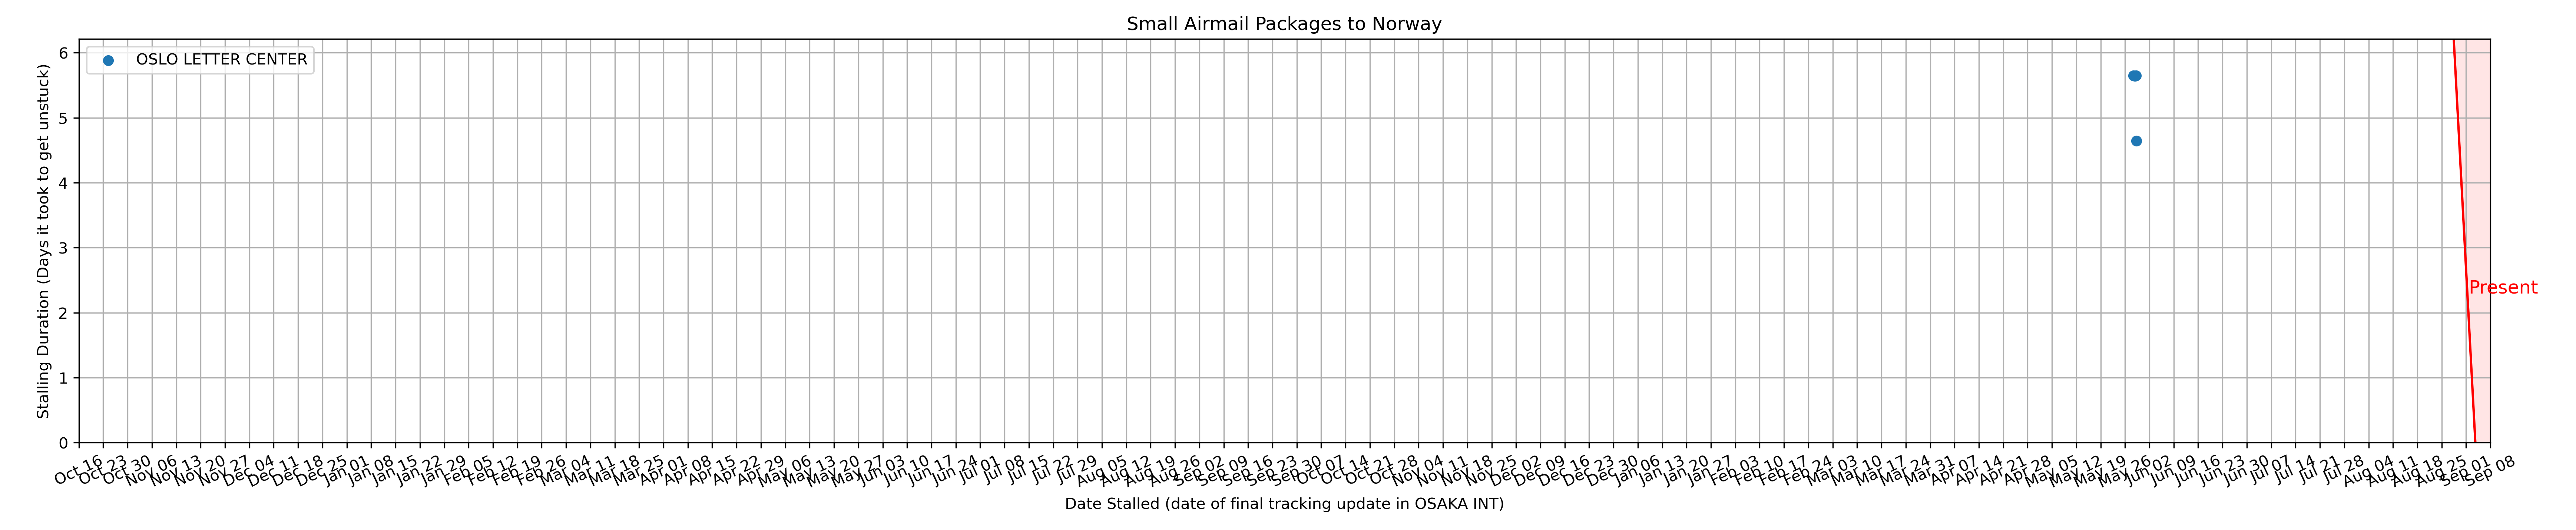 Small Airmail Packages to Norway
OSLO LETTER CENTER
Stalling Duration (Days it took to get unstuck)
6
5
4
3
2
1
0
Present
Oct 16
Oct 23
Oct 30
Nov 06
Nov 13
Nov 20
Nov 27
Dec 04
Dec 11
Dec 18
Dec 25
Jan 01
Jan 08
Jan 15
Jan 22
Jan 29
Feb 05
Feb 12
Feb 19
Feb 26
Mar 04
Mar 11
Mar 18
Mar 25
Apr 01
Apr 08
Apr 15
Apr 22
Apr 29
May 06
May 13
May 20
May 27
Jun 03
Jun 10
Jun 17
Jun 24
Jul 01
Jul 08
Jul 15
Jul 22
Jul 29
Aug 05
Aug 12
Aug 19
Aug 26
Sep 02
Sep 09
Sep 16
Sep 23
Sep 30
Oct 07
Oct 14
Oct 21
Oct 28
Nov 04
Nov 11
Nov 18
Nov 25
Dec 02
Dec 09
Dec 16
Dec 23
Dec 30
Jan 06
Jan 13
Jan 20
Jan 27
Feb 03
Feb 10
Feb 17
Feb 24
Mar 03
Mar 10
Mar 17
Mar 24
Mar 31
Apr 07
Apr 14
Apr 21
Apr 28
May 05
May 12
May 19
May 26
Jun 02
Jun 09
Jun 16
Jun 23
Jun 30
Jul 07
Jul 14
Jul 21
Jul 28
Aug 04
Aug 11
Aug 18
Aug 25
Sep 01
Sep 08
Date Stalled (date of final tracking update in OSAKA INT)